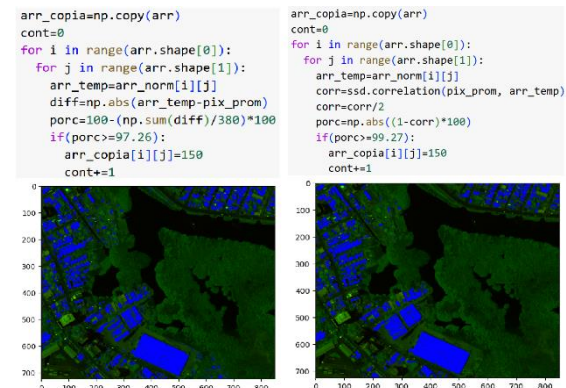 arr_copia=np.copy(arr)
cont=0
for i in range(arr.shape[0]):
for j in range(arr.shape[1]):
arr_temp=arr_norm[i][j]
diff=np.abs(arr_temp-pix_prom)
porc=100-(np.sum(diff)/380)*100
if(porc>=97.26):
arr_copia[i][j]=150
cont+=1
0
100
200
300
400
500
600
700
0 100 200 300 400 500 600 700 800
arr_copia=np.copy(arr)
cont=0
for i in range(arr.shape[0]):
for j in range(arr.shape[1]):
arr_temp=arr_norm[i][j]
corr=ssd.correlation(pix_prom, arr_temp)
corr=corr/2
porc=np.abs((1-corr)*100)
if(porc>=99.27):
arr_copia[i][j]=150
cont+=1
0
100
200
300
400
500
600
700
0 100 200 300 400 500 600 700 800